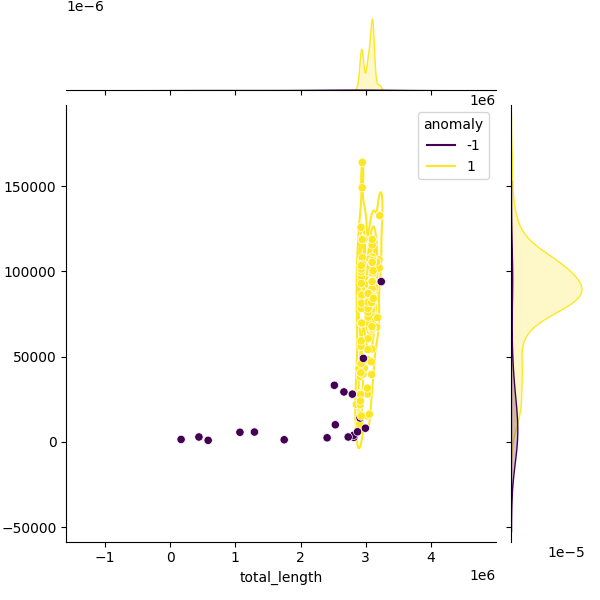 1e−6
1e6
anomaly
-1
1
150000
100000
50000
0
−50000
−1 0 1 2 3 4
1e−5
total_length
1e6